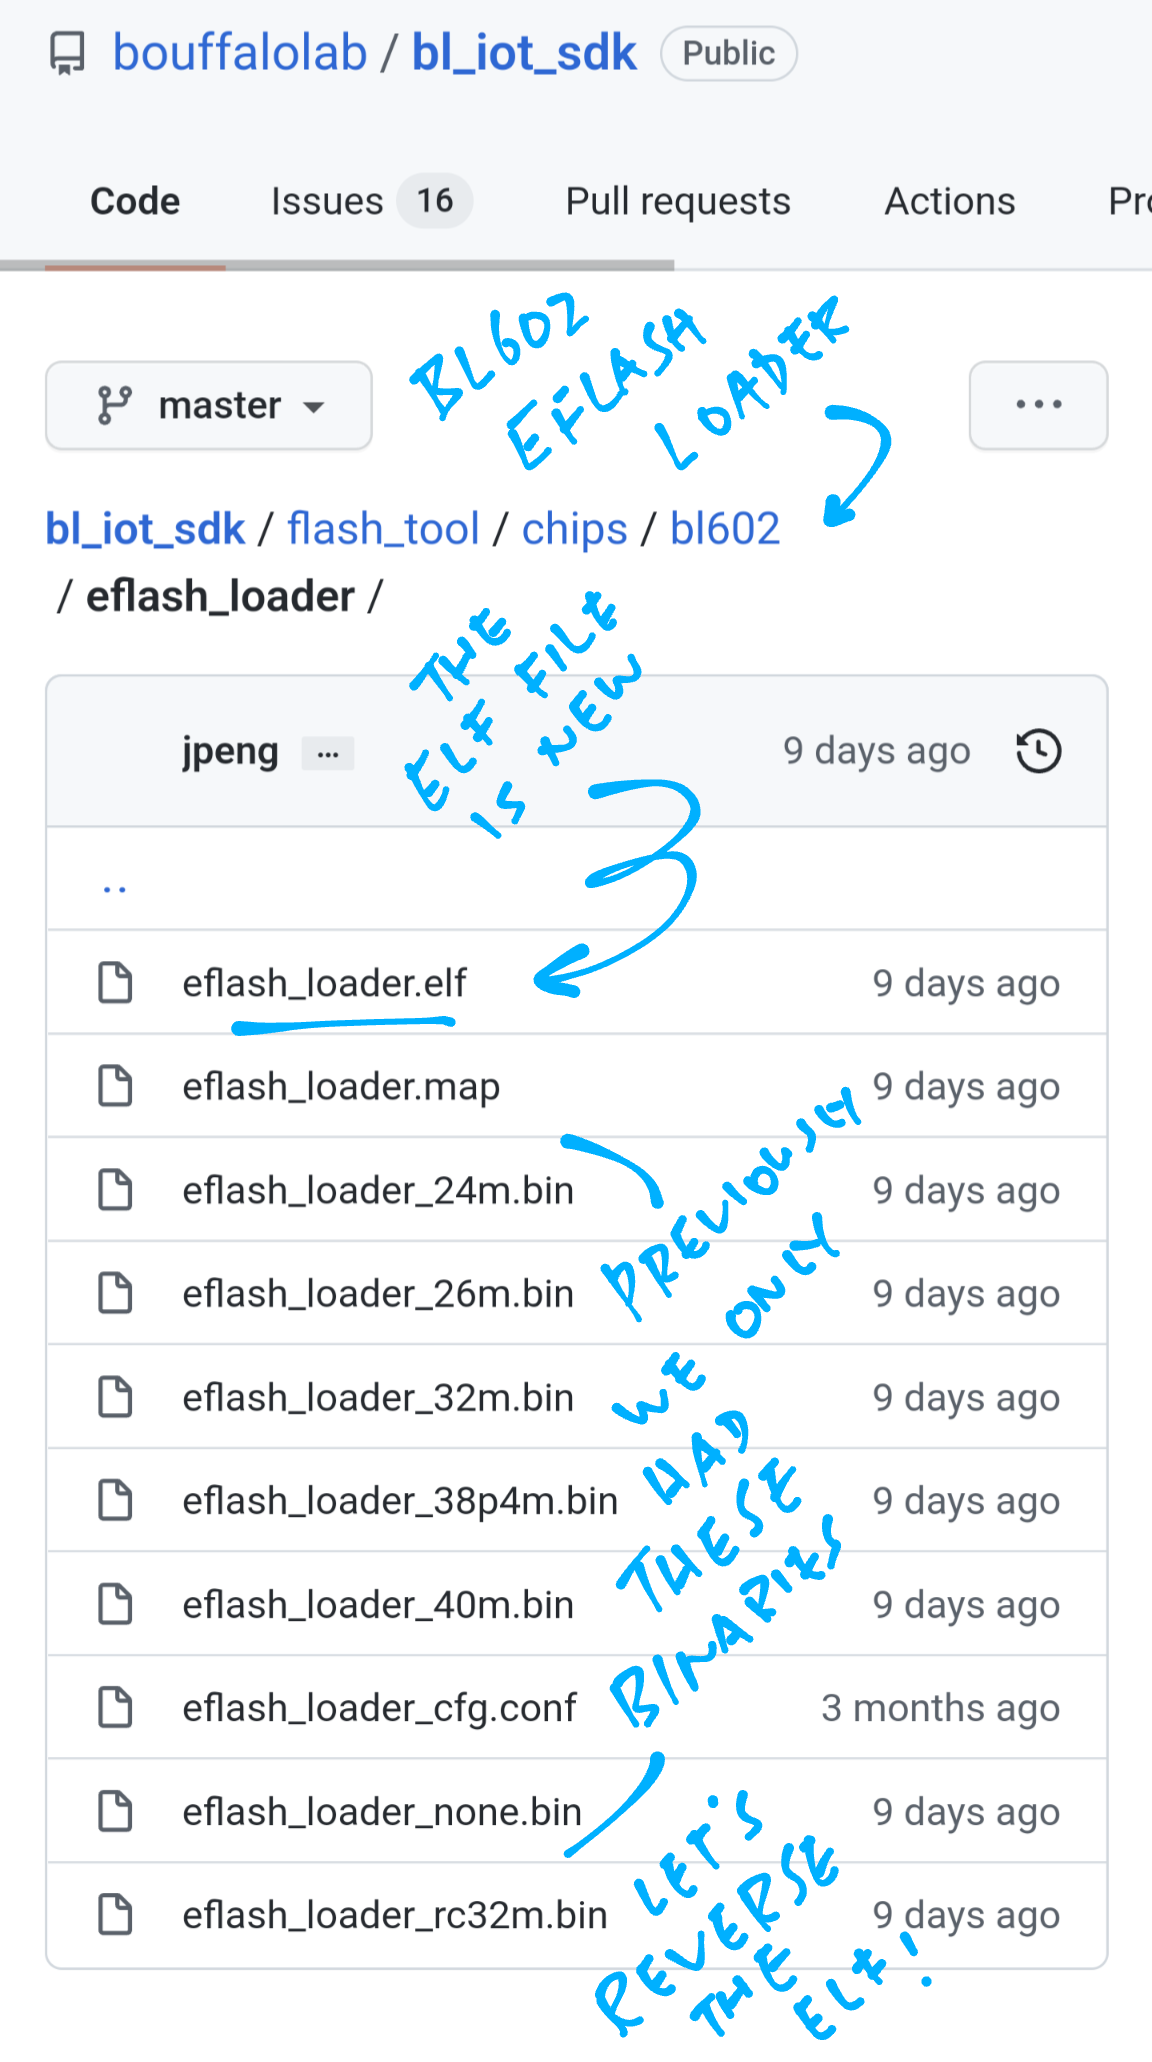 bouffalolab / bl_iot_sdk Public
Code Issues 16 Pull requests Actions Pro
BL602
EFLASH
LOADER
master
bl_iot_sdk / flash_tool / chips / bl602
/ eflash_loader /
THE
ELF FILE
IS NEW
jpeng ... 9 days ago
..
eflash_loader.elf 9 days ago
eflash_loader.map 9 days ago
eflash_loader_24m.bin 9 days ago
eflash_loader_26m.bin 9 days ago
eflash_loader_32m.bin 9 days ago
eflash_loader_38p4m.bin 9 days ago
eflash_loader_40m.bin 9 days ago
eflash_loader_cfg.conf 3 months ago
eflash_loader_none.bin 9 days ago
eflash_loader_rc32m.bin 9 days ago
PREVIOUSLY
WE ONLY
HAD
THESE
BINARIES
LET'S
REVERSE
THE
ELF!